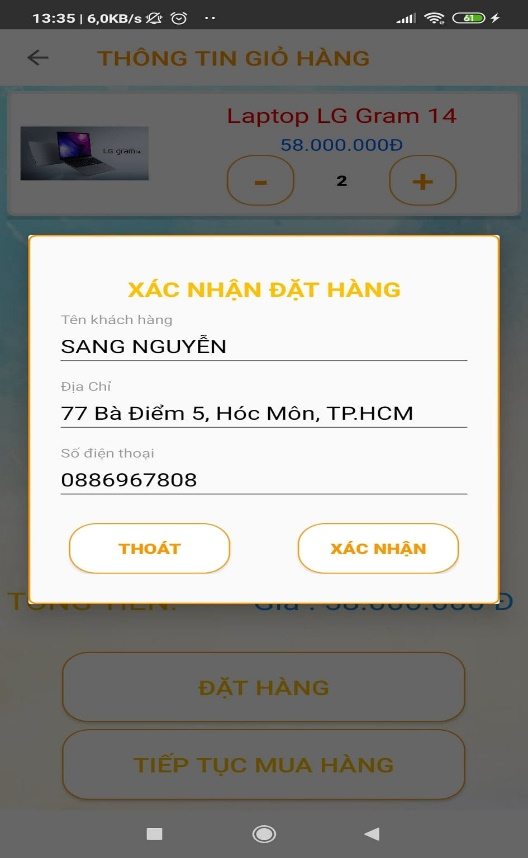 13:35 | 6,0KB/s
61
THÔNG TIN GIỎ HÀNG
Laptop LG Gram 14
LG gram
58.000.000Đ
-
2
+
XÁC NHẬN ĐẶT HÀNG
Tên khách hàng
SANG NGUYỄN
Địa Chỉ
77 Bà Điểm 5, Hóc Môn, TP.HCM
Số điện thoại
0886967808
THOÁT
XÁC NHẬN
TỔNG TIỀN: Giá : 58.000.000 Đ
ĐẶT HÀNG
TIẾP TỤC MUA HÀNG